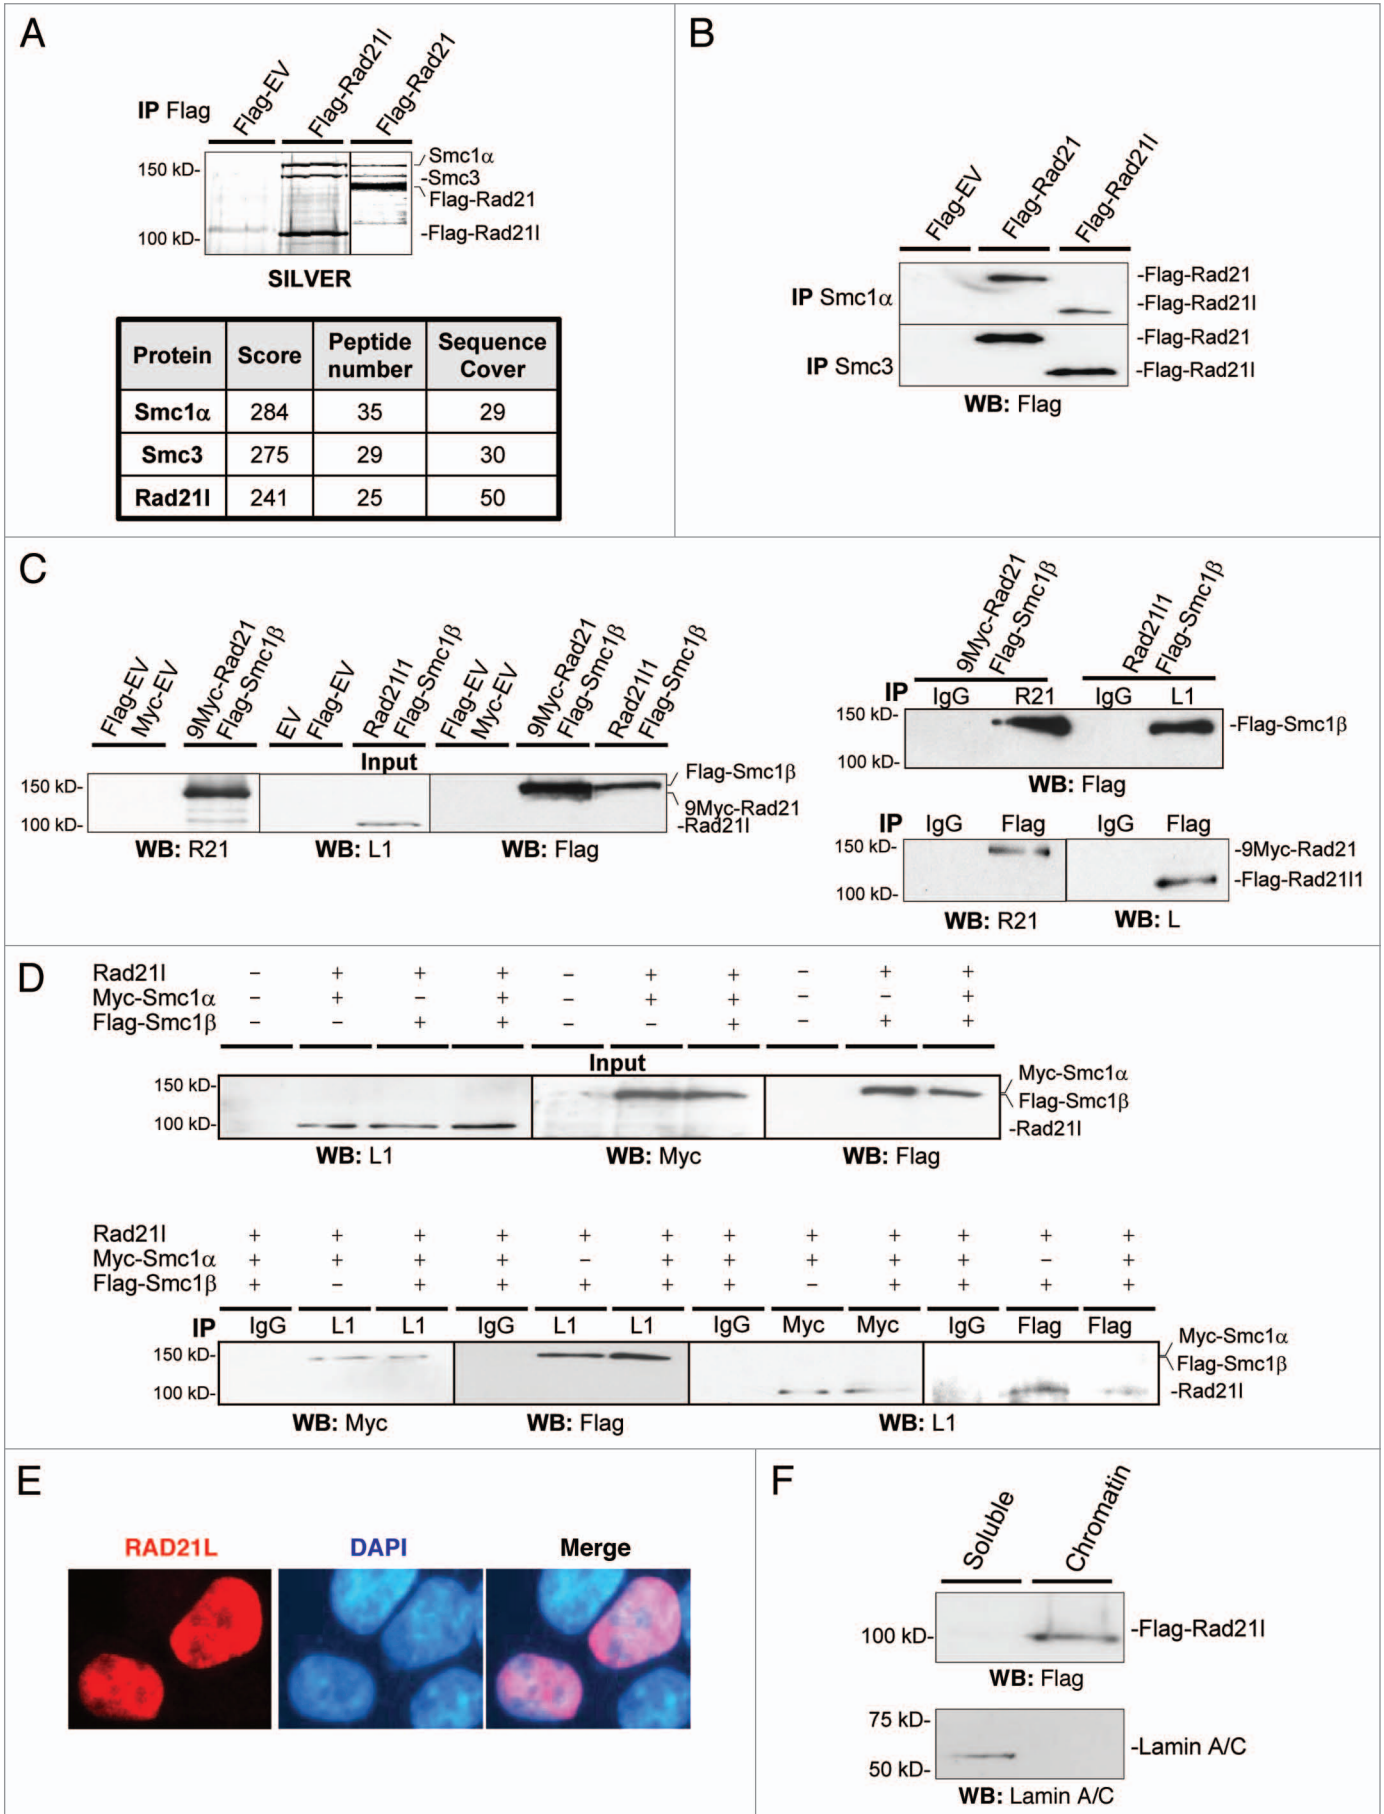 A
IP Flag
Flag-EV
Flag-Rad21l
Flag-Rad21
150 kD-
100 kD-
Smc1α
-Smc3
Flag-Rad21
-Flag-Rad21l
SILVER
Protein Score Peptide number Sequence Cover
Smc1α 284 35 29
Smc3 275 29 30
Rad21l 241 25 50
B
Flag-EV
Flag-Rad21
Flag-Rad21l
IP Smc1α
-Flag-Rad21
-Flag-Rad21l
IP Smc3
-Flag-Rad21
-Flag-Rad21l
WB: Flag
C
Flag-EV
Myc-EV
9Myc-Rad21
Flag-Smc1β
EV
Flag-EV
Rad21l1
Flag-Smc1β
Flag-EV
Myc-EV
9Myc-Rad21
Flag-Smc1β
Rad21l1
Flag-Smc1β
Input
150 kD-
100 kD-
Flag-Smc1β
9Myc-Rad21
-Rad21l
WB: R21 WB: L1 WB: Flag
9Myc-Rad21
Flag-Smc1β
Rad21l1
Flag-Smc1β
IP IgG R21 IgG L1
150 kD-
100 kD-
-Flag-Smc1β
WB: Flag
IP IgG Flag IgG Flag
150 kD-
100 kD-
-9Myc-Rad21
-Flag-Rad21l1
WB: R21 WB: L
D
Rad21l − + + + − + + − + +
Myc-Smc1α − + − + − + + − − +
Flag-Smc1β − − + + − − + − + +
Input
150 kD-
100 kD-
Myc-Smc1α
Flag-Smc1β
-Rad21l
WB: L1 WB: Myc WB: Flag
Rad21l + + + + + + + + + + + +
Myc-Smc1α + + + + − + + + + + − +
Flag-Smc1β + − + + + + + − + + + +
IP IgG L1 L1 IgG L1 L1 IgG Myc Myc IgG Flag Flag
150 kD-
100 kD-
Myc-Smc1α
Flag-Smc1β
-Rad21l
WB: Myc WB: Flag WB: L1
E
RAD21L DAPI Merge
F
Soluble
Chromatin
100 kD-
-Flag-Rad21l
WB: Flag
75 kD-
50 kD-
-Lamin A/C
WB: Lamin A/C